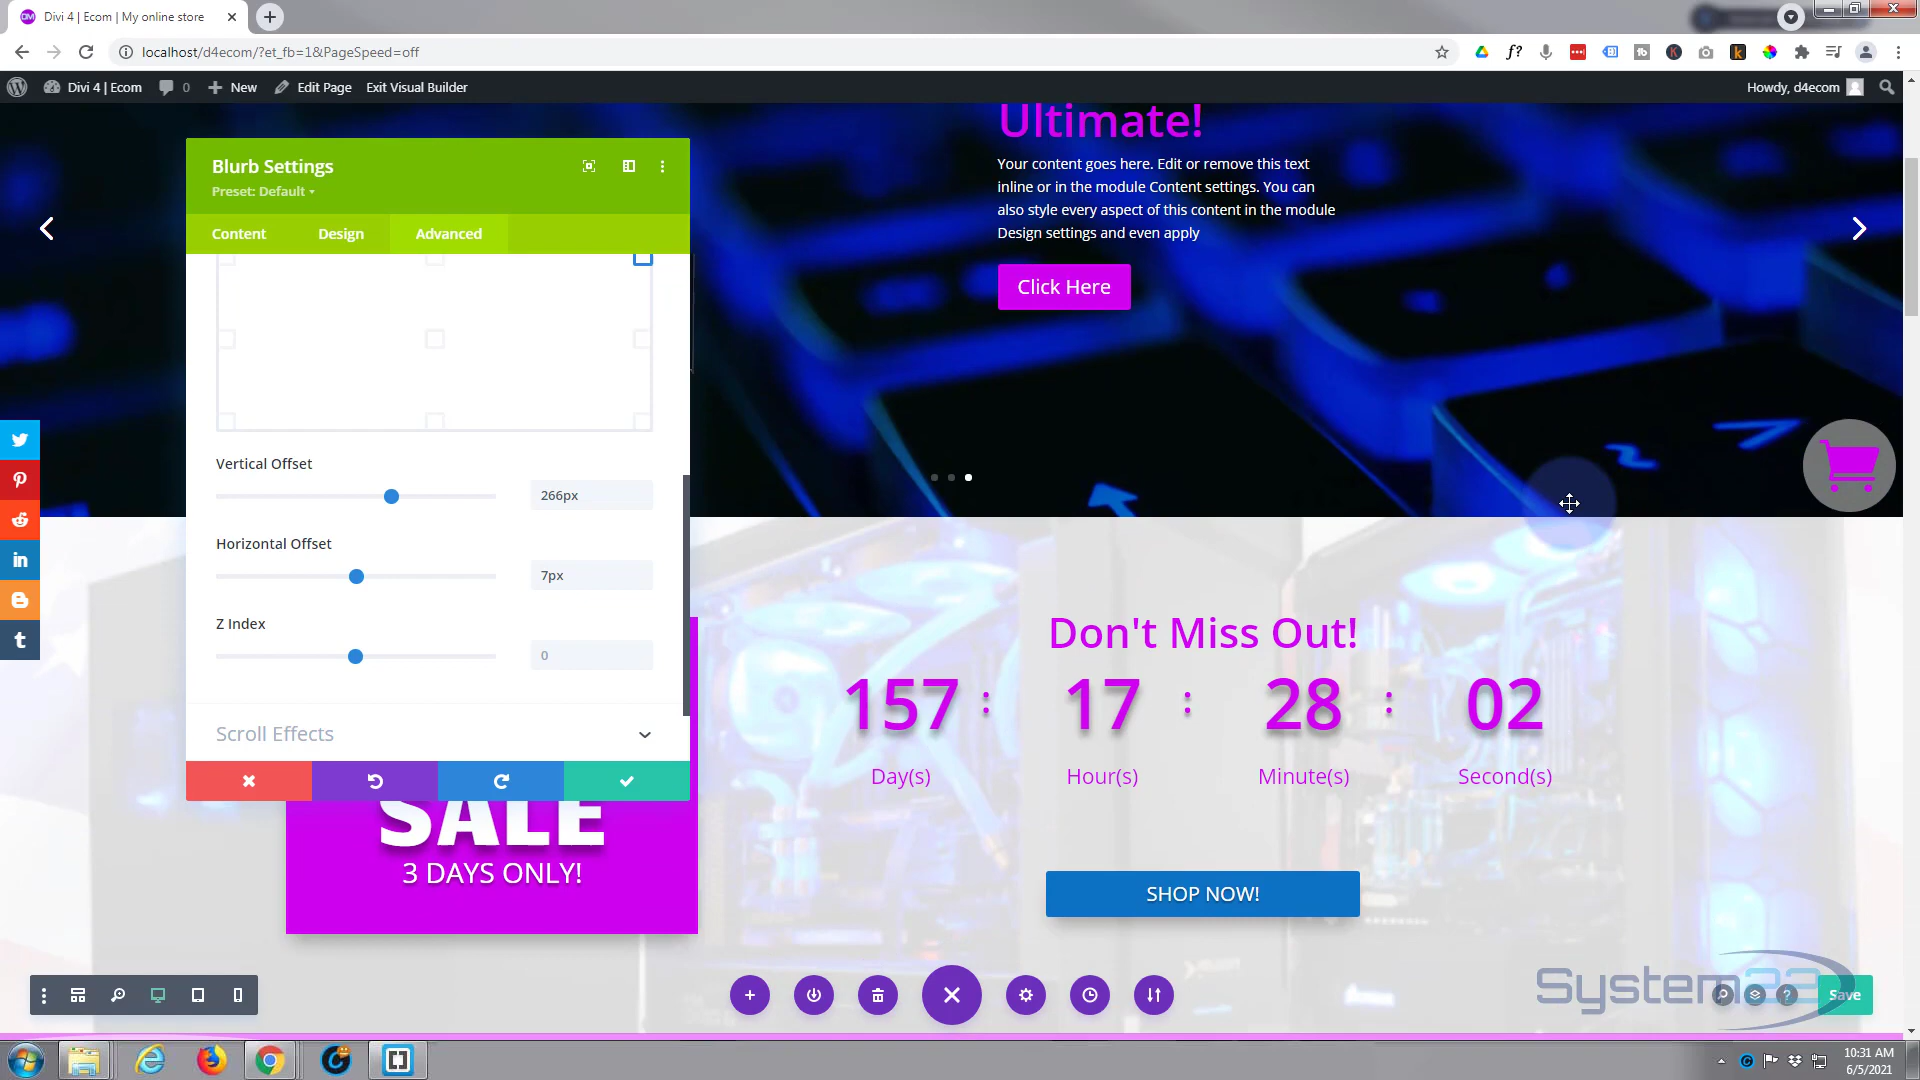 Divi 4 | Ecom | My online store
localhost/d4ecom/?et_fb=1&PageSpeed=off
Divi 4 | Ecom
0
New
Edit Page
Exit Visual Builder
Howdy, d4ecom
Ultimate!
Your content goes here. Edit or remove this text
inline or in the module Content settings. You can
also style every aspect of this content in the module
Design settings and even apply
Click Here
Blurb Settings
Preset: Default
Content
Design
Advanced
Vertical Offset
266px
Horizontal Offset
7px
Z Index
0
Scroll Effects
SALE
3 DAYS ONLY!
Don't Miss Out!
157 : 17 : 28 : 02
Day(s) Hour(s) Minute(s) Second(s)
SHOP NOW!
System22
Save
10:31 AM
6/5/2021